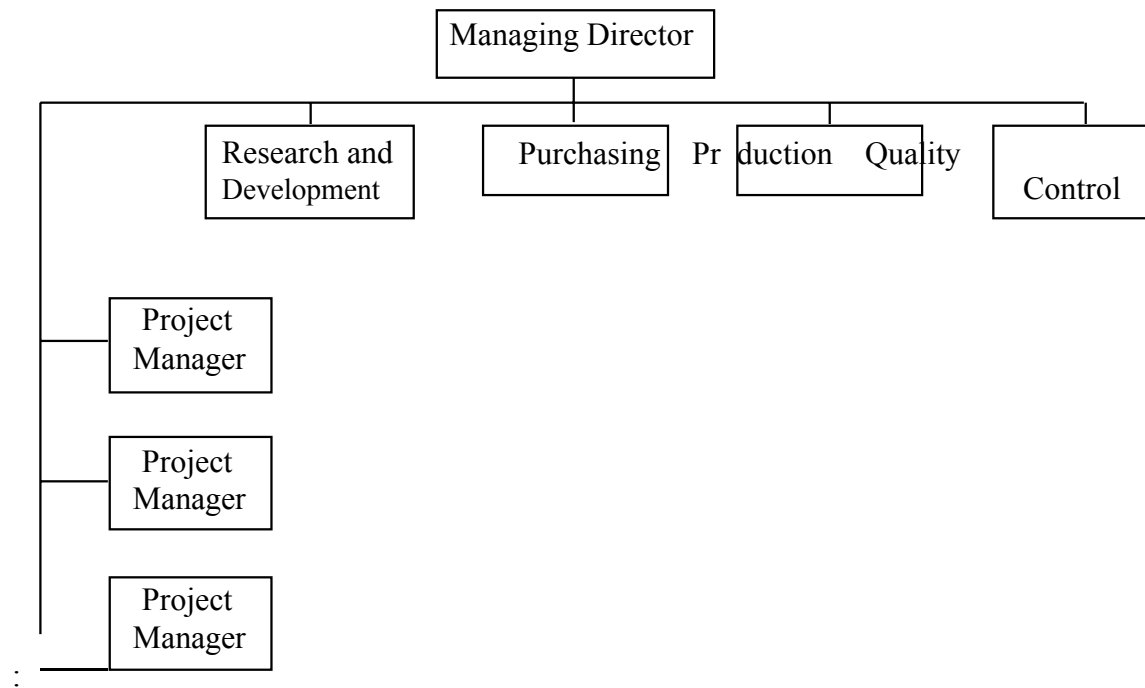 Managing Director
Research and
Development
Purchasing Pr duction Quality
Control
Project
Manager
Project
Manager
Project
Manager
: